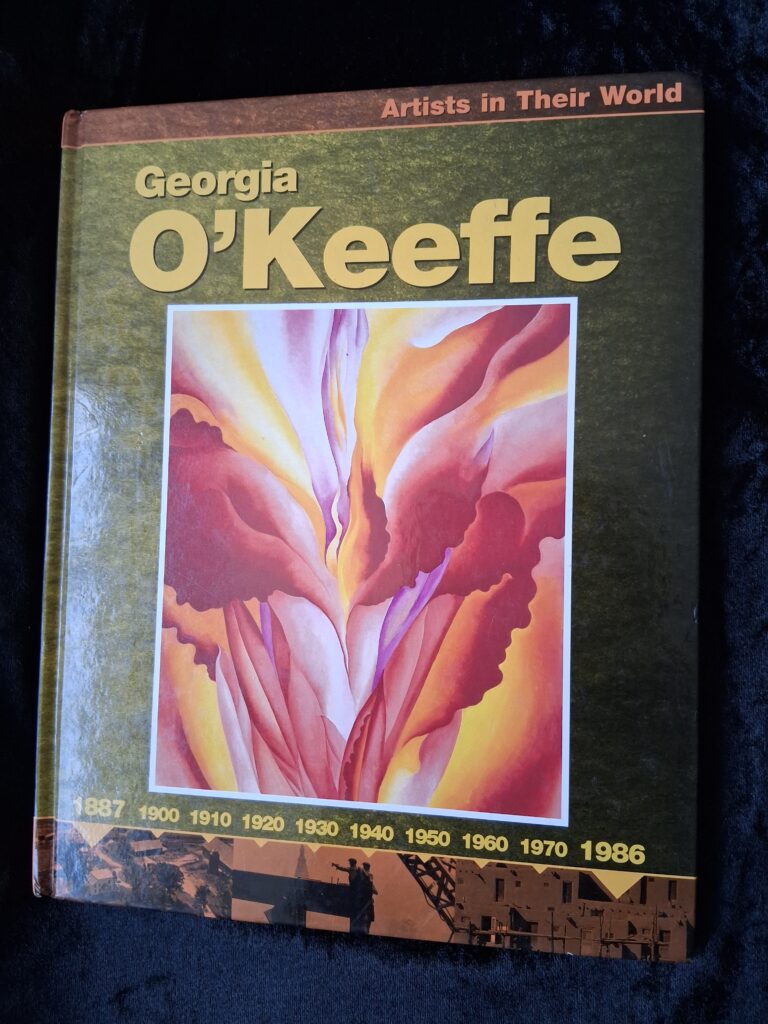 Artists in Their World
Georgia
O'Keeffe
1887 1900 1910 1920 1930 1940 1950 1960 1970 1986